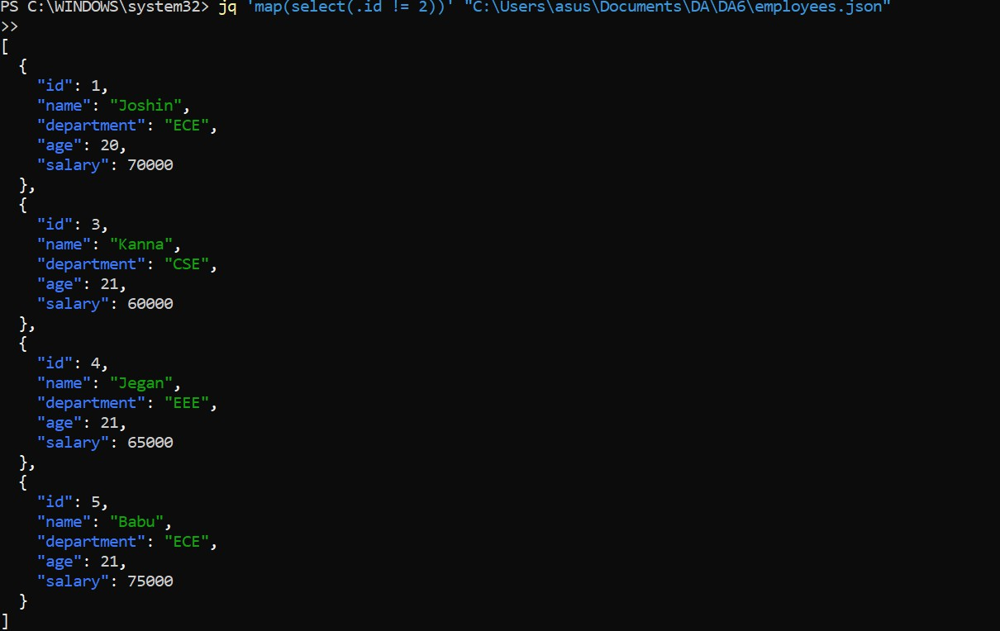 PS C:\WINDOWS\system32> jq 'map(select(.id != 2))' "C:\Users\asus\Documents\DA\DA6\employees.json"
>>
[
  {
    "id": 1,
    "name": "Joshin",
    "department": "ECE",
    "age": 20,
    "salary": 70000
  },
  {
    "id": 3,
    "name": "Kanna",
    "department": "CSE",
    "age": 21,
    "salary": 60000
  },
  {
    "id": 4,
    "name": "Jegan",
    "department": "EEE",
    "age": 21,
    "salary": 65000
  },
  {
    "id": 5,
    "name": "Babu",
    "department": "ECE",
    "age": 21,
    "salary": 75000
  }
]